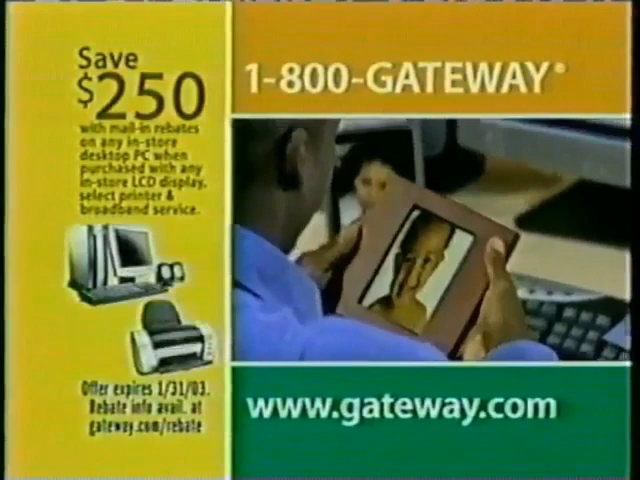 Save
$250
with mail-in rebates
on any in-store
desktop PC when
purchased with any
in-store LCD display,
select printer &
broadband service.
Offer expires 1/31/03.
Rebate info avail. at
gateway.com/rebate
1-800-GATEWAY®
www.gateway.com